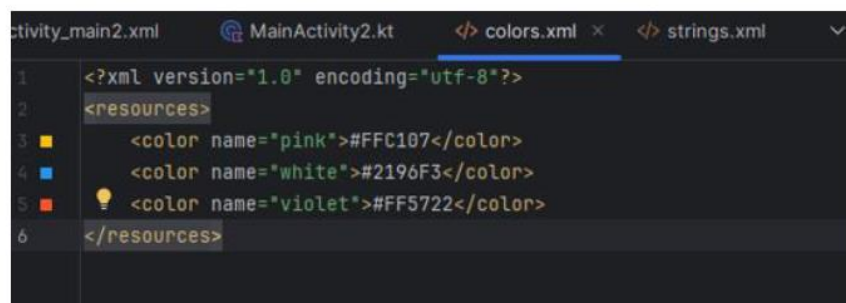 ctivity_main2.xml MainActivity2.kt </> colors.xml × </> strings.xml
1 <?xml version="1.0" encoding="utf-8"?>
2 <resources>
3 <color name="pink">#FFC107</color>
4 <color name="white">#2196F3</color>
5 <color name="violet">#FF5722</color>
6 </resources>